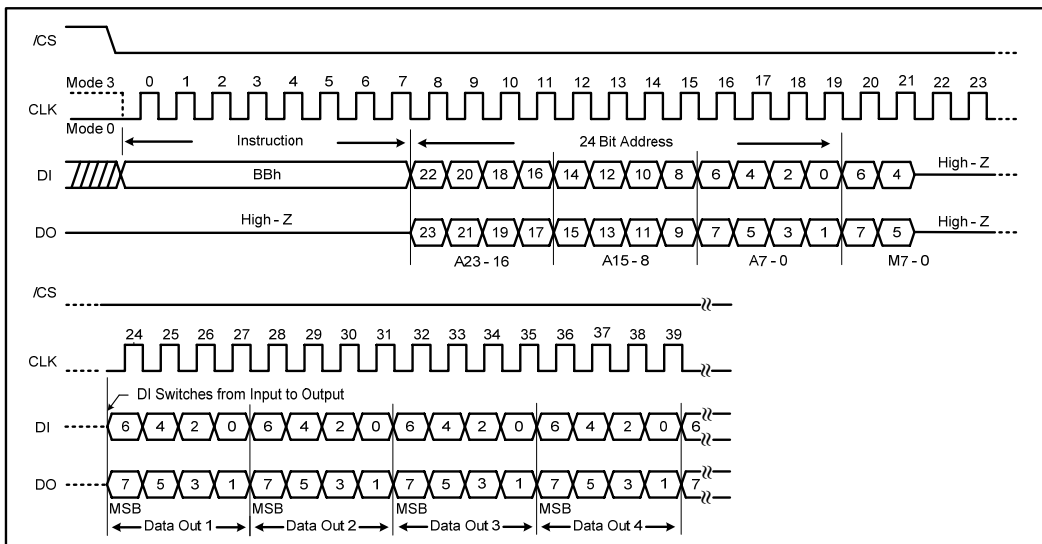 /CS
Mode 3 0 1 2 3 4 5 6 7 8 9 10 11 12 13 14 15 16 17 18 19 20 21 22 23
CLK
Mode 0
Instruction 24 Bit Address
DI BBh 22 20 18 16 14 12 10 8 6 4 2 0 6 4 High - Z
DO High - Z 23 21 19 17 15 13 11 9 7 5 3 1 7 5 High - Z
A23 - 16 A15 - 8 A7 - 0 M7 - 0
/CS
24 25 26 27 28 29 30 31 32 33 34 35 36 37 38 39
CLK
DI Switches from Input to Output
DI 6 4 2 0 6 4 2 0 6 4 2 0 6 4 2 0 6
DO 7 5 3 1 7 5 3 1 7 5 3 1 7 5 3 1 7
MSB MSB MSB MSB
Data Out 1 Data Out 2 Data Out 3 Data Out 4